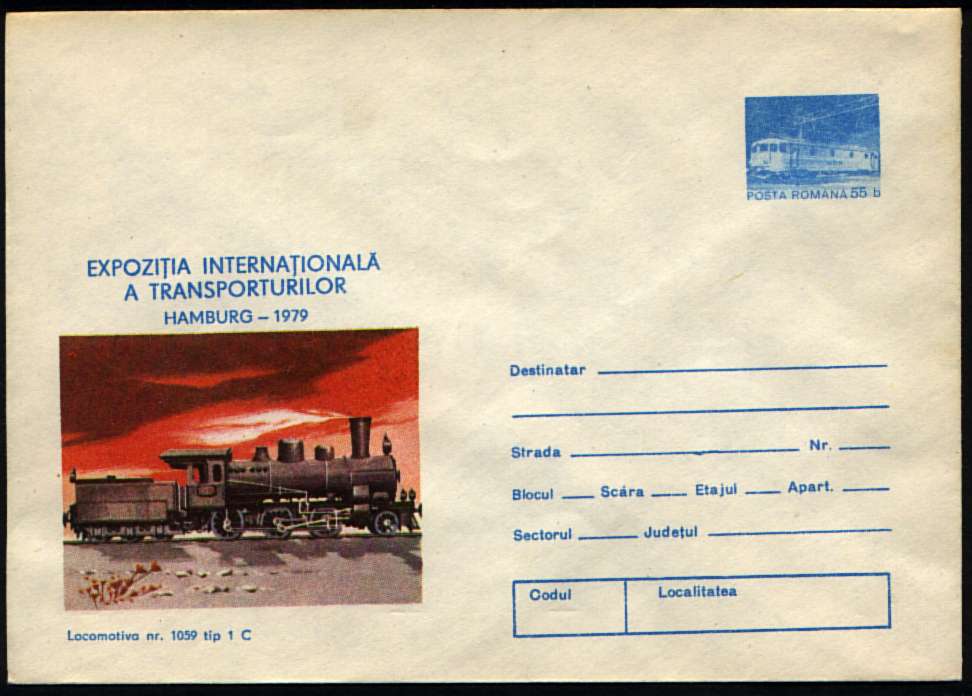 POSTA ROMANA 55 b
EXPOZIȚIA INTERNAȚIONALĂ
A TRANSPORTURILOR
HAMBURG – 1979
Destinatar
Strada Nr.
Blocul Scára Etajul Apart.
Sectorul Județul
Codul Localitatea
Locomotiva nr. 1059 tip 1 C